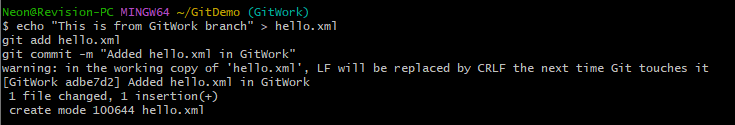 Neon@Revision-PC MINGW64 ~/GitDemo (GitWork)
$ echo "This is from GitWork branch" > hello.xml
git add hello.xml
git commit -m "Added hello.xml in GitWork"
warning: in the working copy of 'hello.xml', LF will be replaced by CRLF the next time Git touches it
[GitWork adbe7d2] Added hello.xml in GitWork
 1 file changed, 1 insertion(+)
 create mode 100644 hello.xml